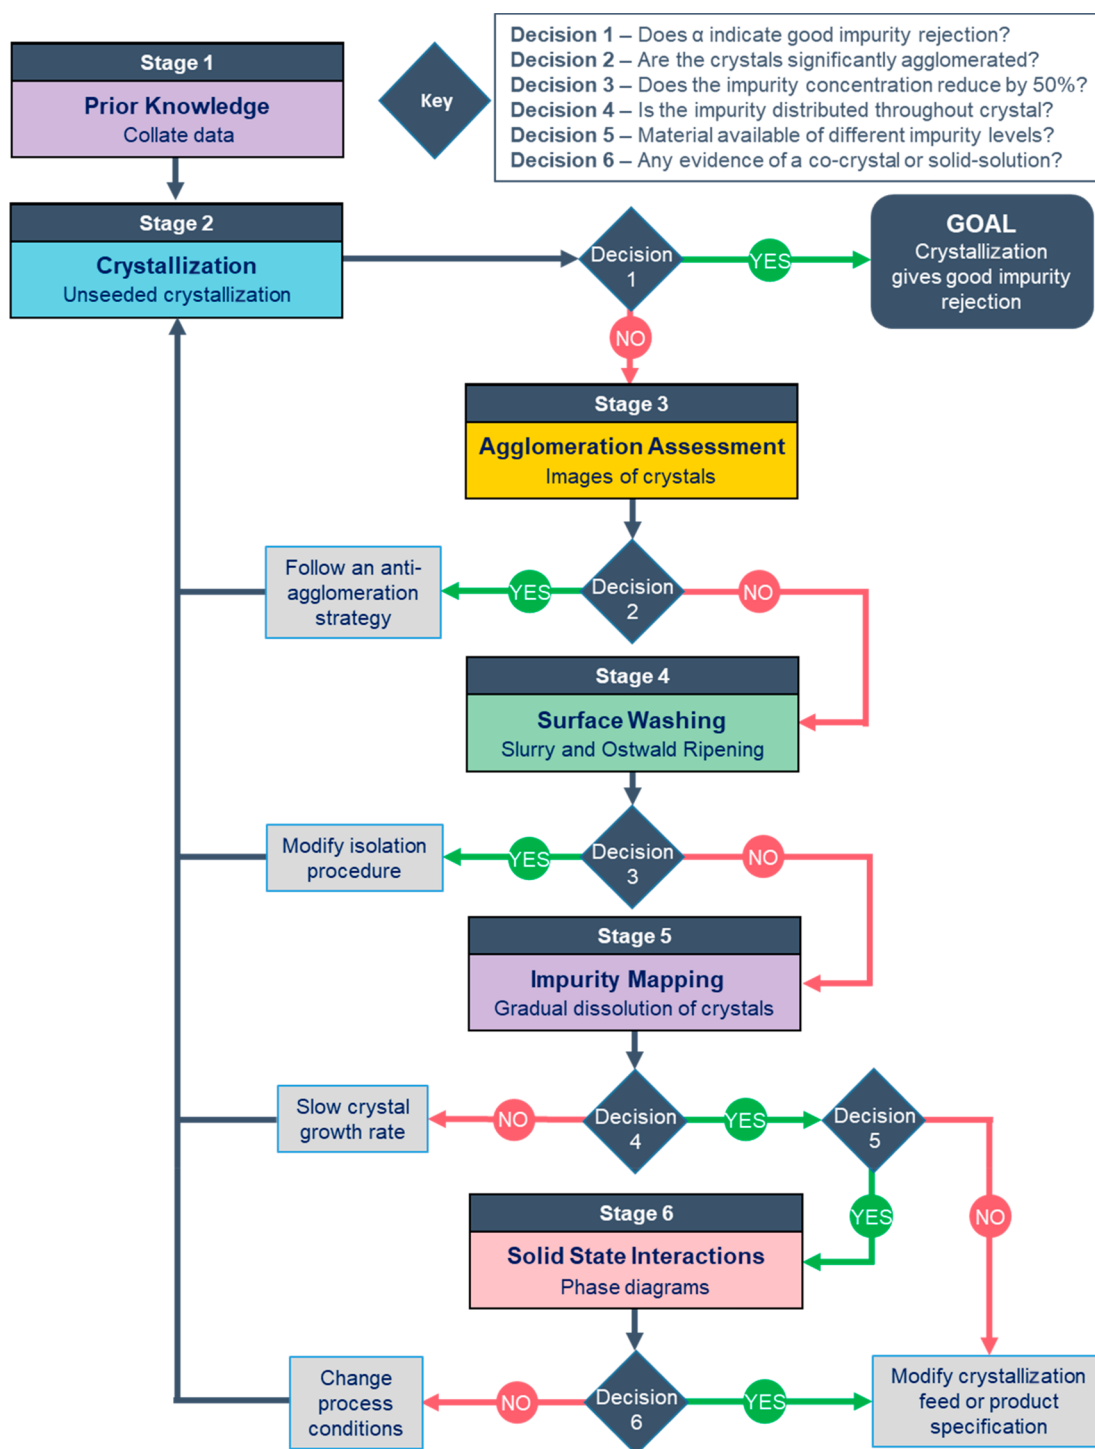 Stage 1
Prior Knowledge
Collate data
Key
Decision 1 – Does α indicate good impurity rejection?
Decision 2 – Are the crystals significantly agglomerated?
Decision 3 – Does the impurity concentration reduce by 50%?
Decision 4 – Is the impurity distributed throughout crystal?
Decision 5 – Material available of different impurity levels?
Decision 6 – Any evidence of a co-crystal or solid-solution?
Stage 2
Crystallization
Unseeded crystallization
Decision
1
YES
GOAL
Crystallization
gives good impurity
rejection
NO
Stage 3
Agglomeration Assessment
Images of crystals
Follow an anti-
agglomeration
strategy
YES
Decision
2
NO
Stage 4
Surface Washing
Slurry and Ostwald Ripening
Modify isolation
procedure
YES
Decision
3
NO
Stage 5
Impurity Mapping
Gradual dissolution of crystals
Slow crystal
growth rate
NO
Decision
4
YES
Decision
5
YES
NO
Stage 6
Solid State Interactions
Phase diagrams
Change
process
conditions
NO
Decision
6
YES
Modify crystallization
feed or product
specification